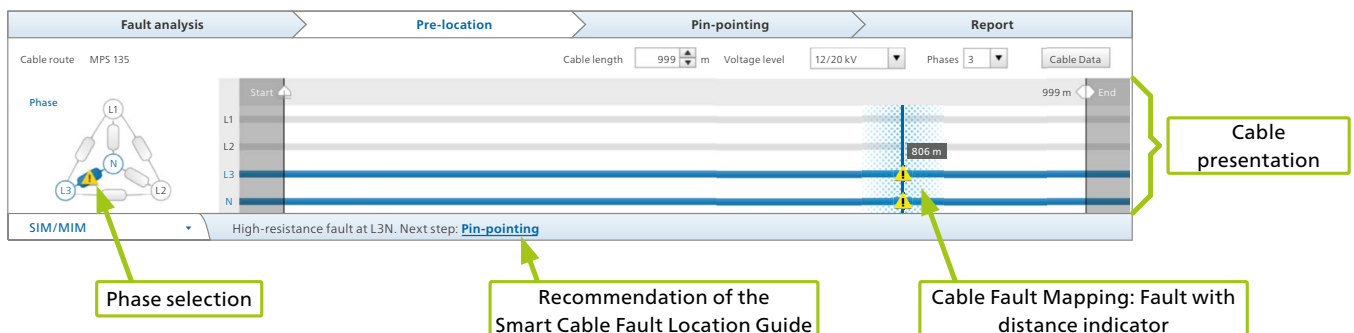 Fault analysis Pre-location Pin-pointing Report
Cable route MPS 135 Cable length 999 m Voltage level 12/20 kV Phases 3 Cable Data
Start 999 m End
Phase
L1
L1
L2
806 m
N
L3
L3 L2
N
SIM/MIM High-resistance fault at L3N. Next step: Pin-pointing
Cable
presentation
Phase selection
Recommendation of the
Smart Cable Fault Location Guide
Cable Fault Mapping: Fault with
distance indicator